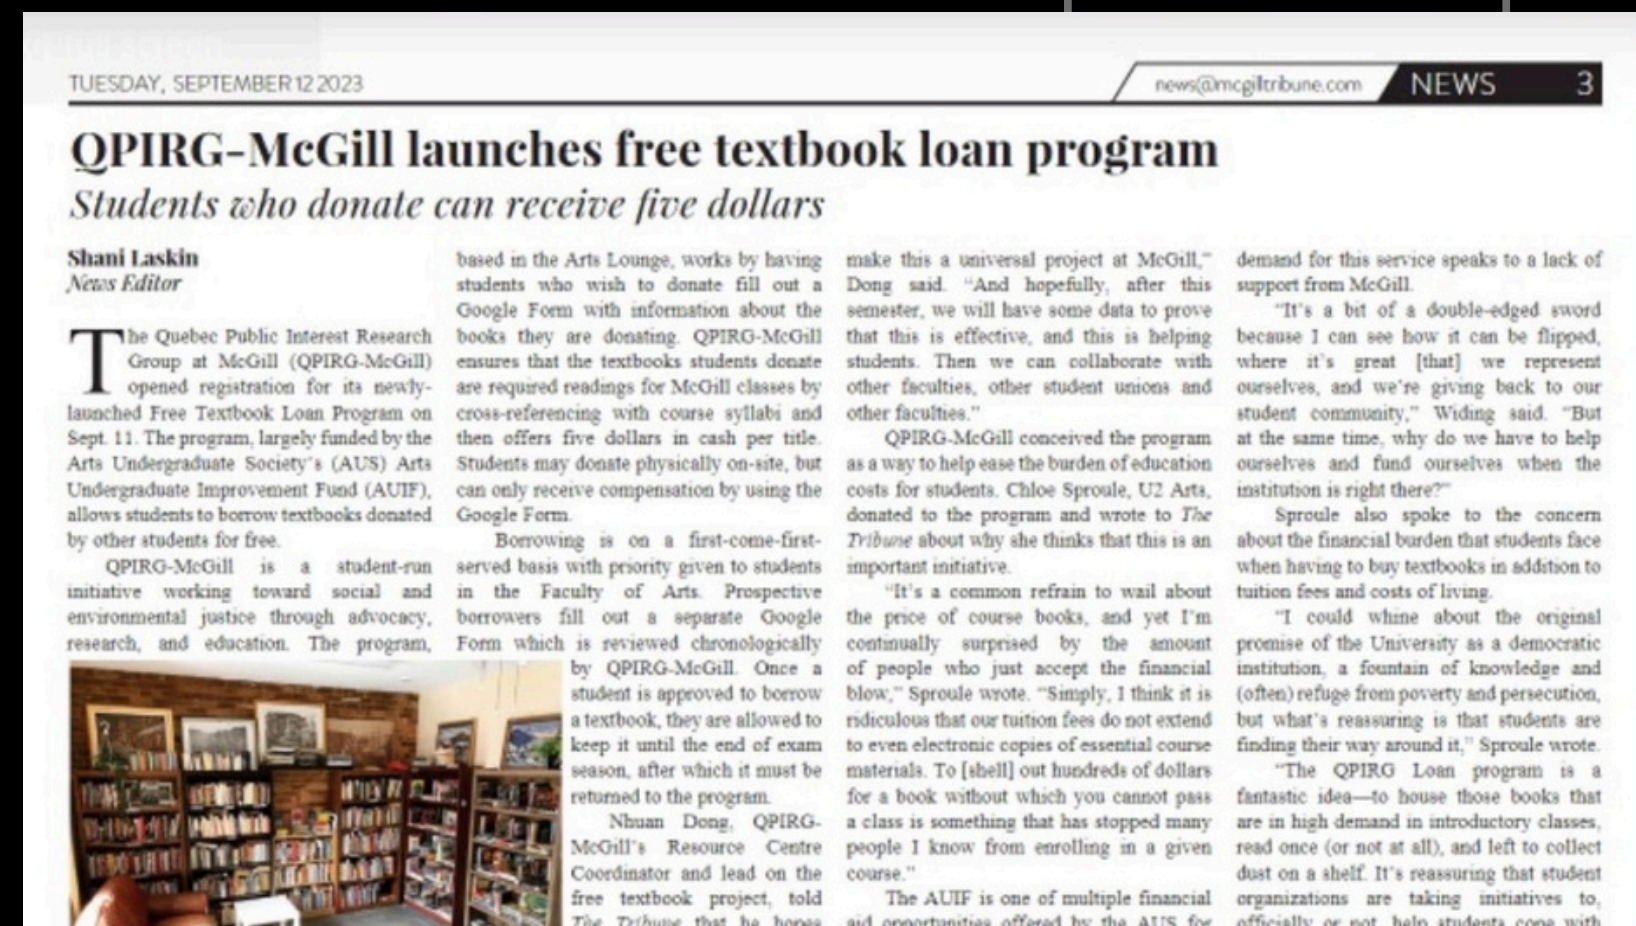 TUESDAY, SEPTEMBER 12 2023
news@mcgilltribune.com
NEWS 3
QPIRG-McGill launches free textbook loan program
Students who donate can receive five dollars
Shani Laskin
News Editor
The Quebec Public Interest Research
Group at McGill (QPIRG-McGill)
opened registration for its newly-
launched Free Textbook Loan Program on
Sept. 11. The program, largely funded by the
Arts Undergraduate Society's (AUS) Arts
Undergraduate Improvement Fund (AUIF),
allows students to borrow textbooks donated
by other students for free.
QPIRG-McGill is a student-run
initiative working toward social and
environmental justice through advocacy,
research, and education. The program,
based in the Arts Lounge, works by having
students who wish to donate fill out a
Google Form with information about the
books they are donating. QPIRG-McGill
ensures that the textbooks students donate
are required readings for McGill classes by
cross-referencing with course syllabi and
then offers five dollars in cash per title.
Students may donate physically on-site, but
can only receive compensation by using the
Google Form.
Borrowing is on a first-come-first-
served basis with priority given to students
in the Faculty of Arts. Prospective
borrowers fill out a separate Google
Form which is reviewed chronologically
by QPIRG-McGill. Once a
student is approved to borrow
a textbook, they are allowed to
keep it until the end of exam
season, after which it must be
returned to the program.
Nhuan Dong, QPIRG-
McGill's Resource Centre
Coordinator and lead on the
free textbook project, told
The Tribune that he hopes
make this a universal project at McGill,"
Dong said. "And hopefully, after this
semester, we will have some data to prove
that this is effective, and this is helping
students. Then we can collaborate with
other faculties, other student unions and
other faculties."
QPIRG-McGill conceived the program
as a way to help ease the burden of education
costs for students. Chloe Sproule, U2 Arts,
donated to the program and wrote to The
Tribune about why she thinks that this is an
important initiative.
"It's a common refrain to wail about
the price of course books, and yet I'm
continually surprised by the amount
of people who just accept the financial
blow," Sproule wrote. "Simply, I think it is
ridiculous that our tuition fees do not extend
to even electronic copies of essential course
materials. To [shell] out hundreds of dollars
for a book without which you cannot pass
a class is something that has stopped many
people I know from enrolling in a given
course."
The AUIF is one of multiple financial
aid opportunities offered by the AUS for
demand for this service speaks to a lack of
support from McGill.
"It's a bit of a double-edged sword
because I can see how it can be flipped,
where it's great [that] we represent
ourselves, and we're giving back to our
student community," Widing said. "But
at the same time, why do we have to help
ourselves and fund ourselves when the
institution is right there?"
Sproule also spoke to the concern
about the financial burden that students face
when having to buy textbooks in addition to
tuition fees and costs of living.
"I could whine about the original
promise of the University as a democratic
institution, a fountain of knowledge and
(often) refuge from poverty and persecution,
but what's reassuring is that students are
finding their way around it," Sproule wrote.
"The QPIRG Loan program is a
fantastic idea—to house those books that
are in high demand in introductory classes,
read once (or not at all), and left to collect
dust on a shelf. It's reassuring that student
organizations are taking initiatives to,
officially or not, help students cope with